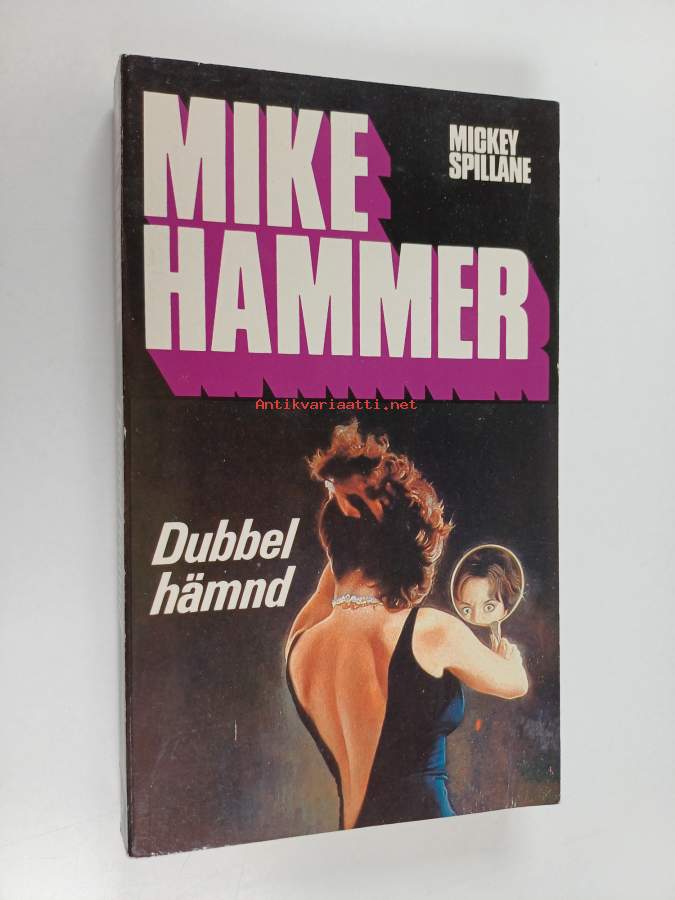 MIKE
HAMMER
MICKEY
SPILLANE
Antikvariaatti.net
Dubbel
hämnd